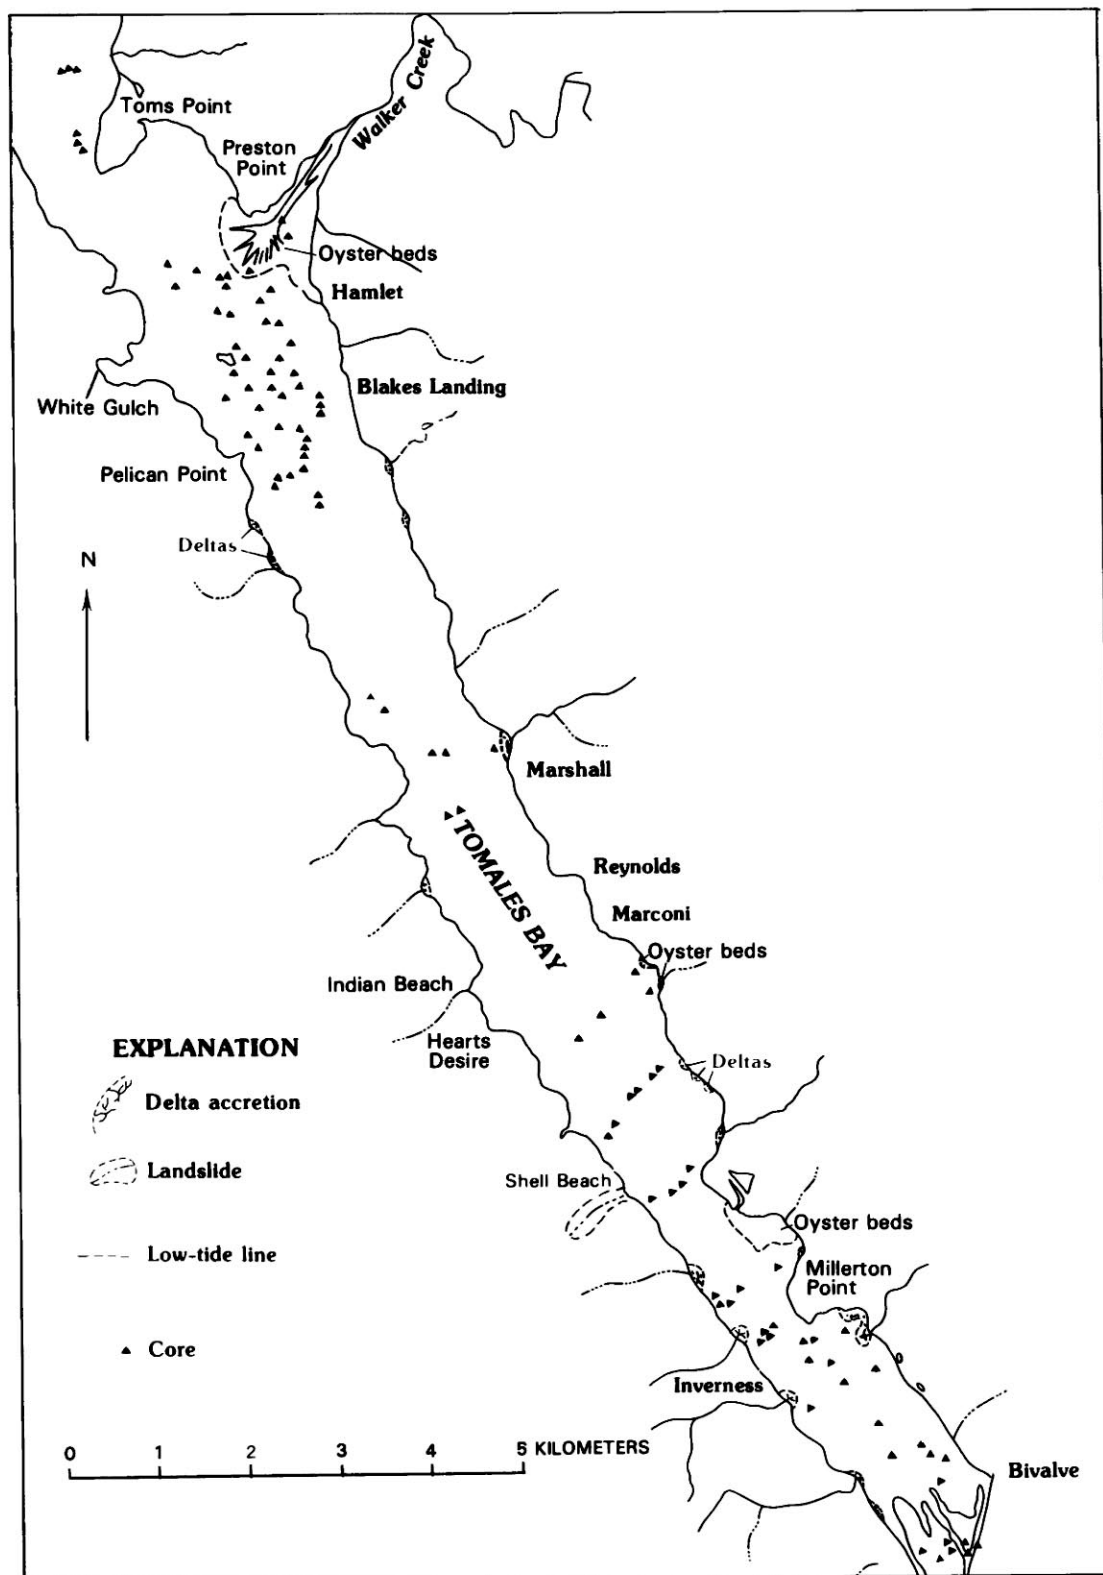 Toms Point
Walker Creek
Preston
Point
Oyster beds
Hamlet
Blakes Landing
White Gulch
Pelican Point
Deltas
N
Marshall
TOMALES BAY
Reynolds
Marconi
Oyster beds
Indian Beach
Hearts
Desire
Deltas
EXPLANATION
Delta accretion
Landslide
Low-tide line
Core
Shell Beach
Oyster beds
Millerton
Point
Inverness
0 1 2 3 4 5 KILOMETERS
Bivalve